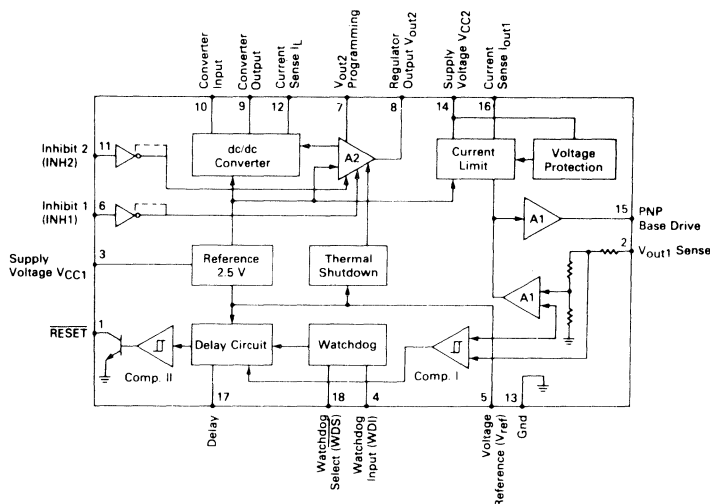 Converter
Input
Converter
Output
Current
Sense IL
Vout2
Programming
Regulator
Output Vout2
Supply
Voltage VCC2
Current
Sense Iout1
10
9
12
7
8
14
16
Inhibit 2
(INH2)
11
dc/dc
Converter
A2
Current
Limit
Voltage
Protection
Inhibit 1
(INH1)
6
A1
15
PNP
Base Drive
Supply
Voltage VCC1
3
Reference
2.5 V
Thermal
Shutdown
2
Vout1 Sense
A1
RESET
1
Delay Circuit
Watchdog
Comp. II
Comp. I
17
18
4
5
13
Delay
Watchdog
Select (WDS)
Watchdog
Input (WDI)
Voltage
Reference (Vref)
Gnd